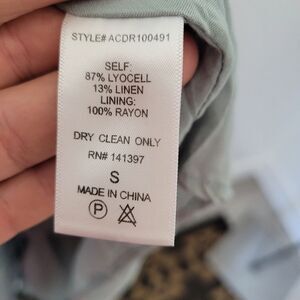 STYLE# ACDR100491
SELF:
87% LYOCELL
13% LINEN
LINING:
100% RAYON
DRY CLEAN ONLY
RN# 141397
S
MADE IN CHINA
P